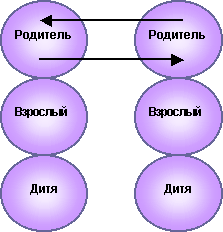 Родитель Родитель
Взрослый Взрослый
Дитя Дитя